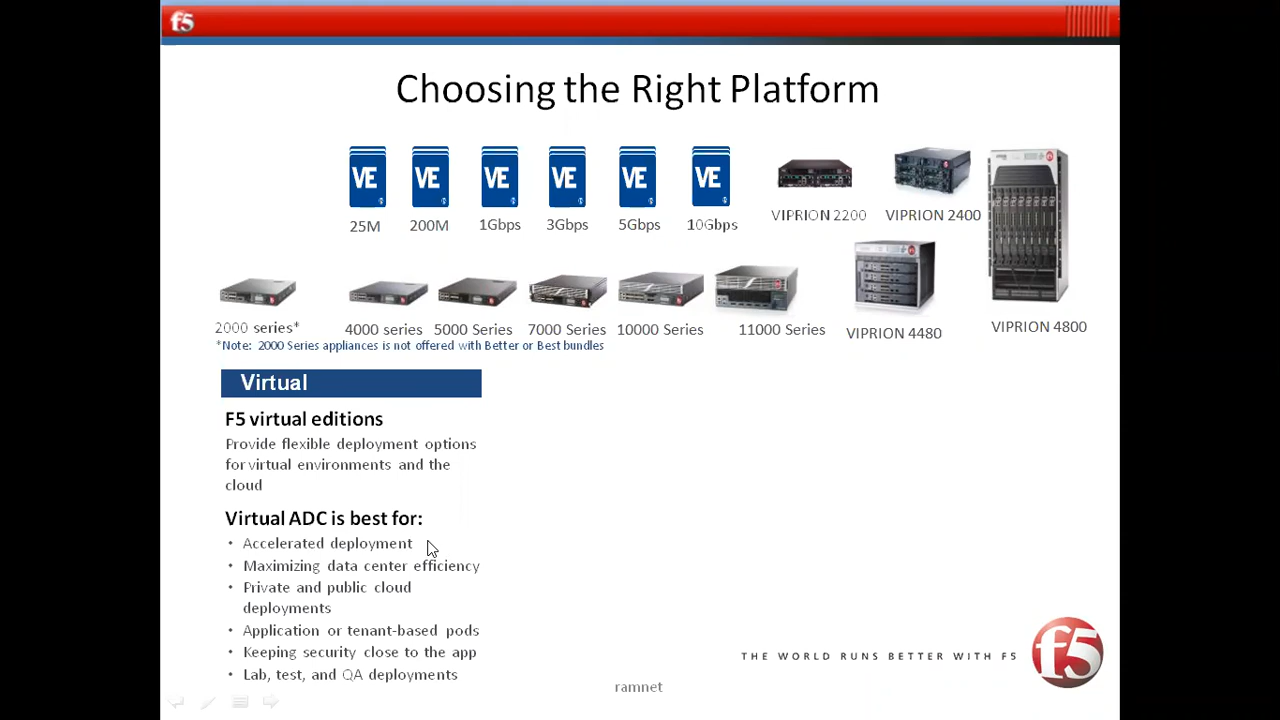 f5
Choosing the Right Platform
VE VE VE VE VE VE
25M 200M 1Gbps 3Gbps 5Gbps 10Gbps
VIPRION 2200 VIPRION 2400
2000 series* 4000 series 5000 Series 7000 Series 10000 Series 11000 Series VIPRION 4480 VIPRION 4800
*Note: 2000 Series appliances is not offered with Better or Best bundles
Virtual
F5 virtual editions
Provide flexible deployment options
for virtual environments and the
cloud
Virtual ADC is best for:
• Accelerated deployment
• Maximizing data center efficiency
• Private and public cloud
deployments
• Application or tenant-based pods
• Keeping security close to the app
• Lab, test, and QA deployments
THE WORLD RUNS BETTER WITH F5
f5
ramnet